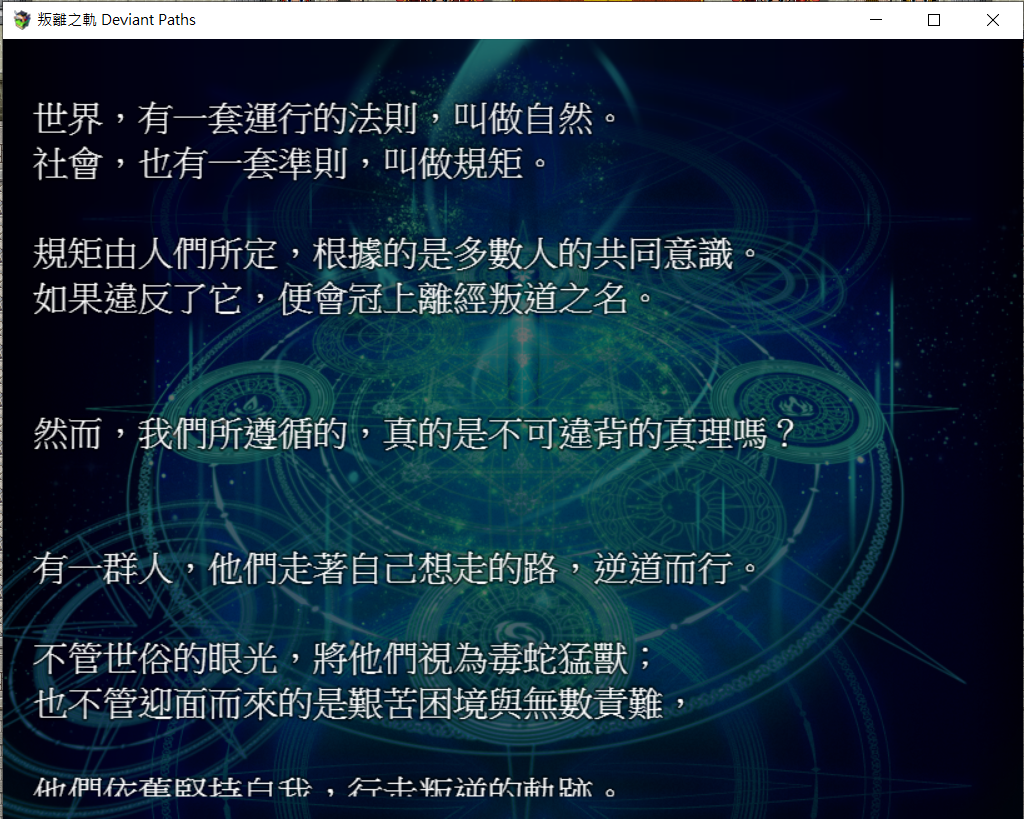 叛離之軌 Deviant Paths
世界，有一套運行的法則，叫做自然。
社會，也有一套準則，叫做規矩。
規矩由人們所定，根據的是多數人的共同意識。
如果違反了它，便會冠上離經叛道之名。
然而，我們所遵循的，真的是不可違背的真理嗎？
有一群人，他們走著自己想走的路，逆道而行。
不管世俗的眼光，將他們視為毒蛇猛獸；
也不管迎面而來的是艱苦困境與無數責難，
他們依舊堅持自我，行走叛逆的軌跡。